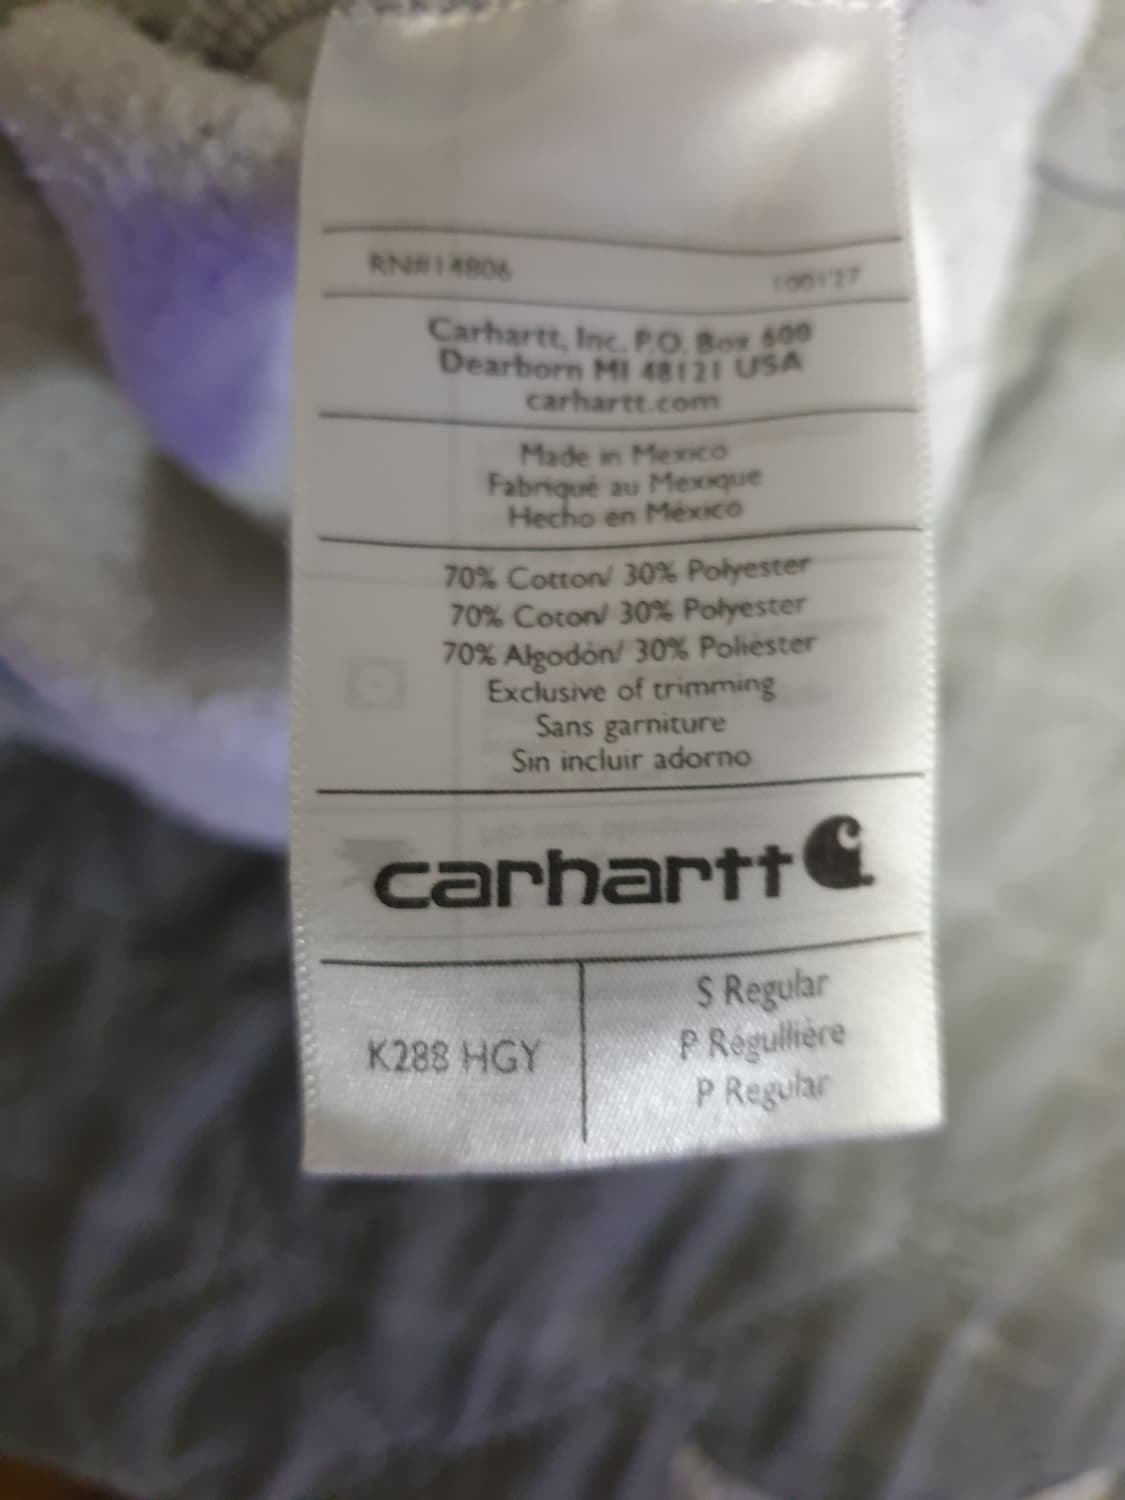 RN#14806 100127
Carhartt, Inc. P.O. Box 600
Dearborn MI 48121 USA
carhartt.com
Made in Mexico
Fabriqué au Mexique
Hecho en México
70% Cotton/ 30% Polyester
70% Coton/ 30% Polyester
70% Algodón/ 30% Poliéster
Exclusive of trimming
Sans garniture
Sin incluir adorno
carhartt
K288 HGY
S Regular
P Régullière
P Regular